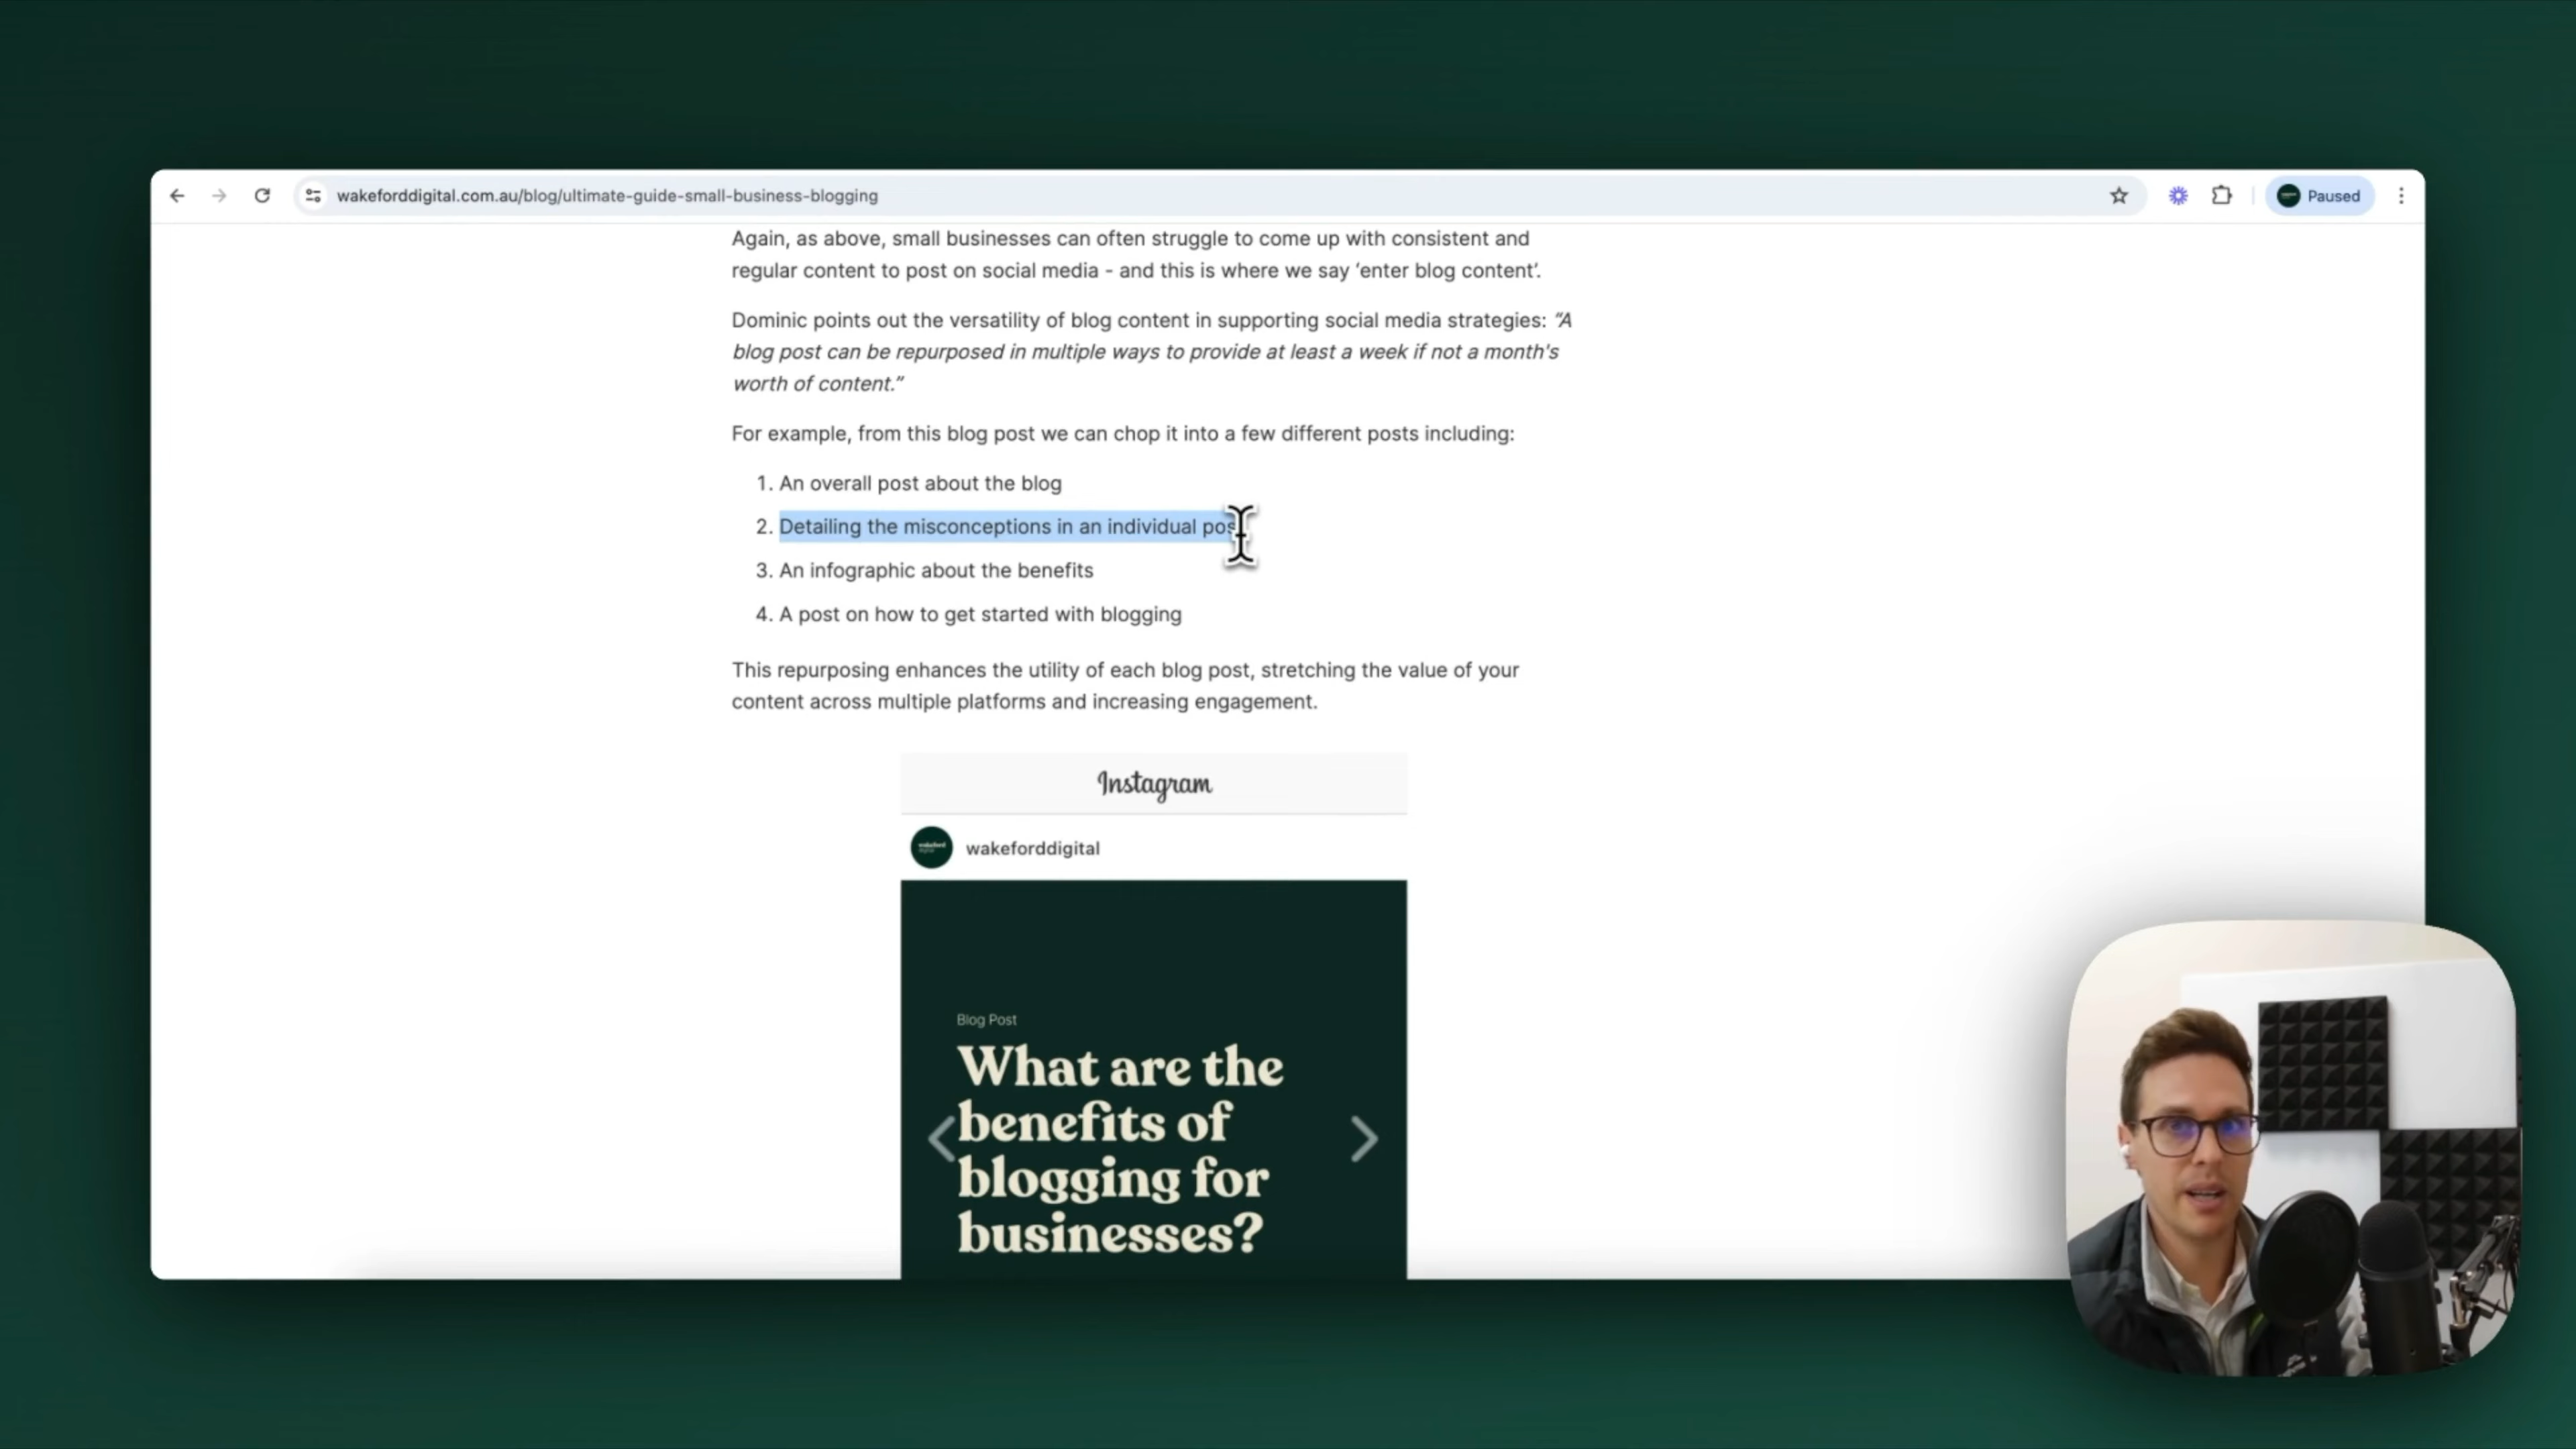 wakeforddigital.com.au/blog/ultimate-guide-small-business-blogging
Paused
Again, as above, small businesses can often struggle to come up with consistent and
regular content to post on social media - and this is where we say ‘enter blog content’.
Dominic points out the versatility of blog content in supporting social media strategies: “A
blog post can be repurposed in multiple ways to provide at least a week if not a month's
worth of content.”
For example, from this blog post we can chop it into a few different posts including:
1. An overall post about the blog
2. Detailing the misconceptions in an individual post
3. An infographic about the benefits
4. A post on how to get started with blogging
This repurposing enhances the utility of each blog post, stretching the value of your
content across multiple platforms and increasing engagement.
Instagram
wakeforddigital
Blog Post
What are the
benefits of
blogging for
businesses?